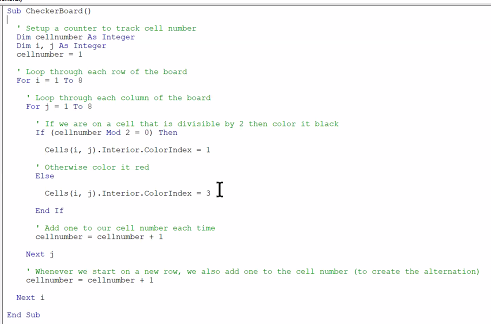 Sub CheckerBoard()
' Setup a counter to track cell number
Dim cellnumber As Integer
Dim i, j As Integer
cellnumber = 1
' Loop through each row of the board
For i = 1 To 8
' Loop through each column of the board
For j = 1 To 8
' If we are on a cell that is divisible by 2 then color it black
If (cellnumber Mod 2 = 0) Then
Cells(i, j).Interior.ColorIndex = 1
' Otherwise color it red
Else
Cells(i, j).Interior.ColorIndex = 3
End If
' Add one to our cell number each time
cellnumber = cellnumber + 1
Next j
' Whenever we start on a new row, we also add one to the cell number (to create the alternation)
cellnumber = cellnumber + 1
Next i
End Sub